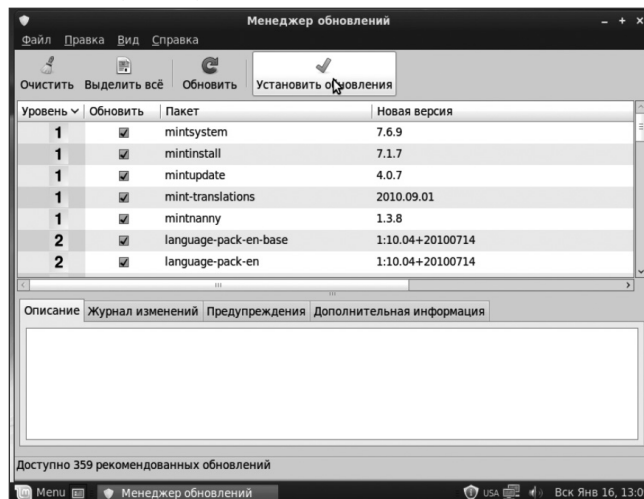 Менеджер обновлений
Файл Правка Вид Справка
Очистить Выделить всё Обновить Установить обновления
Уровень Обновить Пакет Новая версия
1 mintsystem 7.6.9
1 mintinstall 7.1.7
1 mintupdate 4.0.7
1 mint-translations 2010.09.01
1 mintnanny 1.3.8
2 language-pack-en-base 1:10.04+20100714
2 language-pack-en 1:10.04+20100714
Описание Журнал изменений Предупреждения Дополнительная информация
Доступно 359 рекомендованных обновлений
Menu Менеджер обновлений USA Вск Янв 16, 13:0